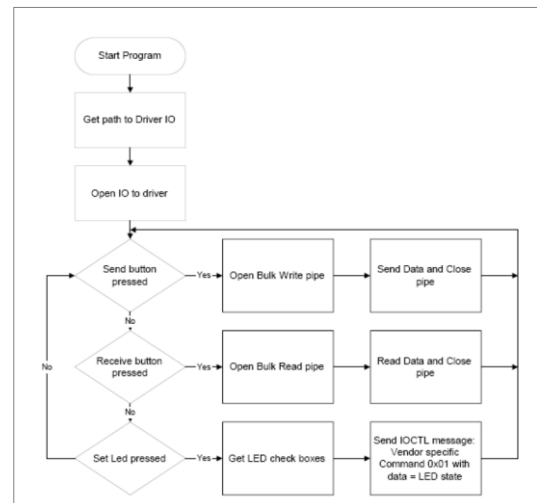 Start Program
Get path to Driver IO
Open IO to driver
Send button
pressed
Yes
Open Bulk Write pipe
Send Data and Close
pipe
No
Receive button
pressed
Yes
Open Bulk Read pipe
Read Data and Close
pipe
No
No
Set Led pressed
Yes
Get LED check boxes
Send IOCTL message:
Vendor specific
Command 0x01 with
data = LED state